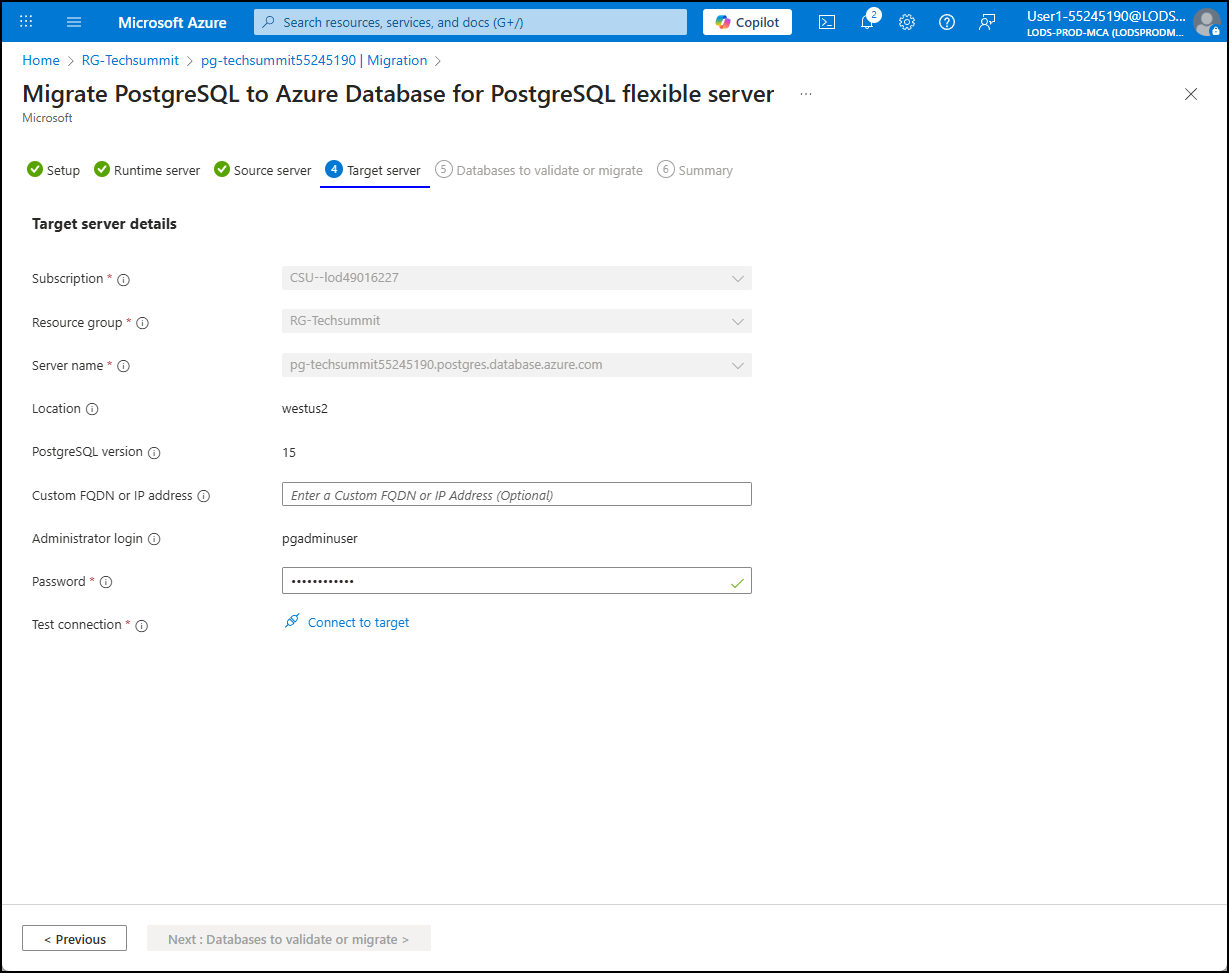 Microsoft Azure
Search resources, services, and docs (G+/)
Copilot
2
User1-55245190@LODS...
LODS-PROD-MCA (LODSPRODM...
Home > RG-Techsummit > pg-techsummit55245190 | Migration >
Migrate PostgreSQL to Azure Database for PostgreSQL flexible server ...
Microsoft
Setup
Runtime server
Source server
4 Target server
5 Databases to validate or migrate
6 Summary
Target server details
Subscription *
CSU--lod49016227
Resource group *
RG-Techsummit
Server name *
pg-techsummit55245190.postgres.database.azure.com
Location
westus2
PostgreSQL version
15
Custom FQDN or IP address
Enter a Custom FQDN or IP Address (Optional)
Administrator login
pgadminuser
Password *
••••••••••••
Test connection *
Connect to target
< Previous
Next : Databases to validate or migrate >